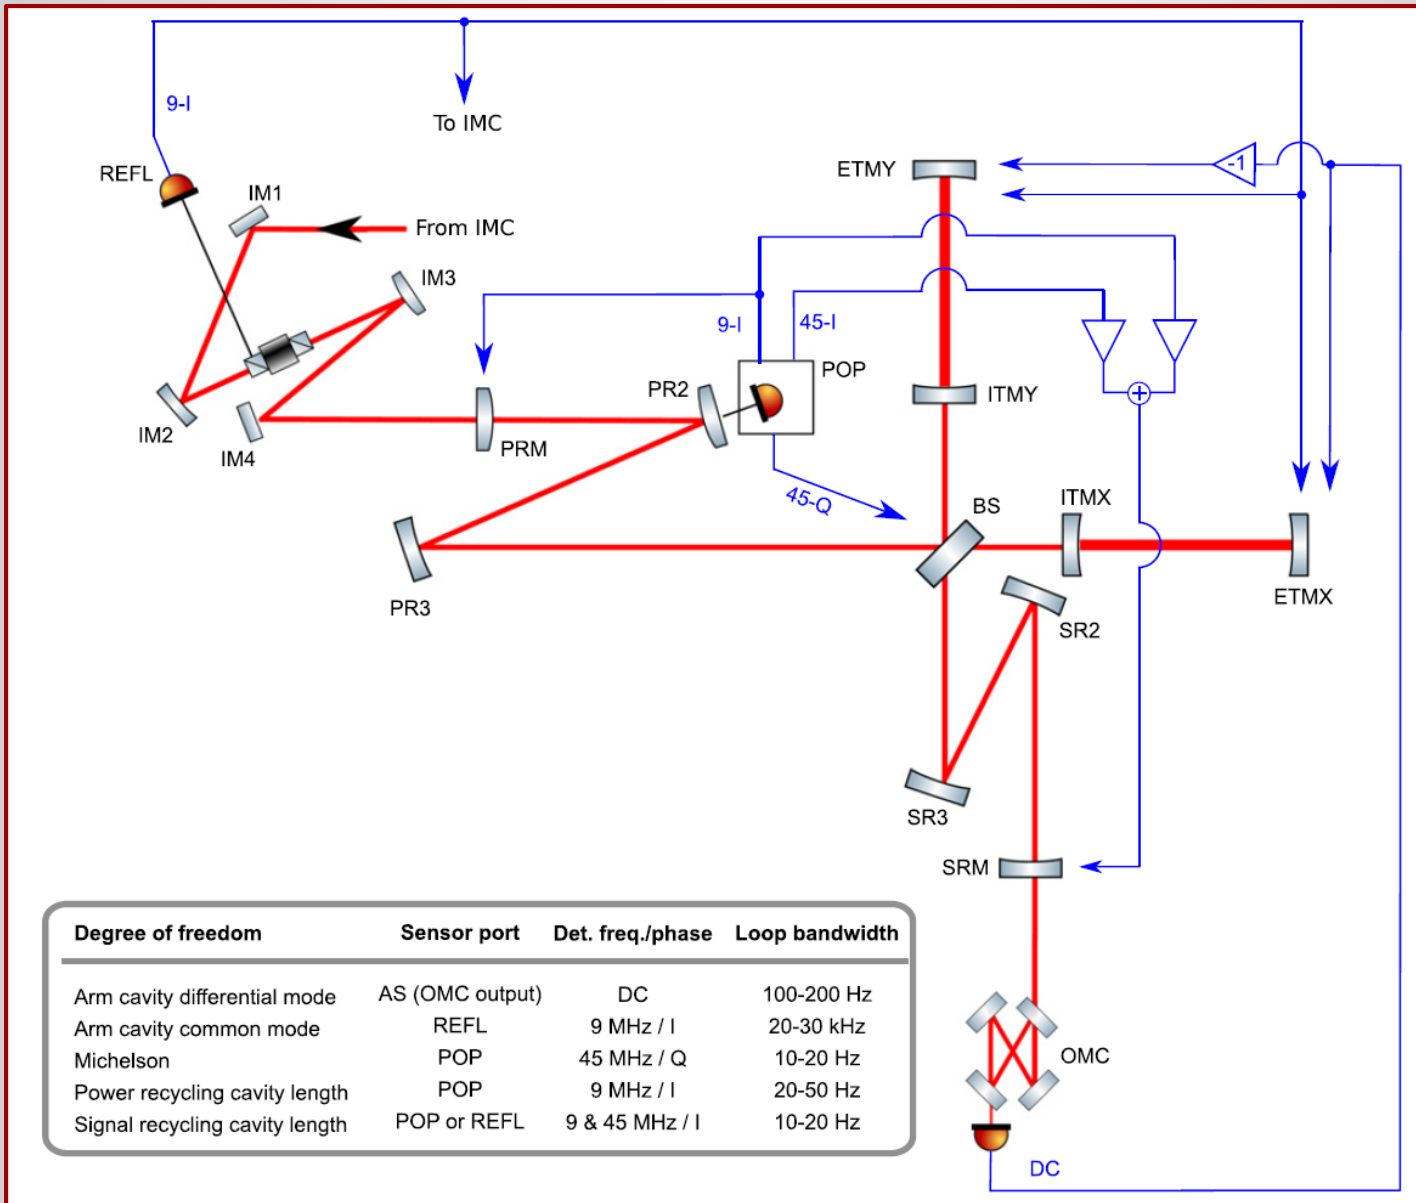 9-I
To IMC
REFL
IM1
From IMC
IM3
ETMY
-1
9-I
45-I
POP
PR2
ITMY
IM2
IM4
PRM
45-Q
BS
ITMX
PR3
ETMX
SR2
SR3
SRM
OMC
DC
Degree of freedom Sensor port Det. freq./phase Loop bandwidth
Arm cavity differential mode AS (OMC output) DC 100-200 Hz
Arm cavity common mode REFL 9 MHz / I 20-30 kHz
Michelson POP 45 MHz / Q 10-20 Hz
Power recycling cavity length POP 9 MHz / I 20-50 Hz
Signal recycling cavity length POP or REFL 9 & 45 MHz / I 10-20 Hz